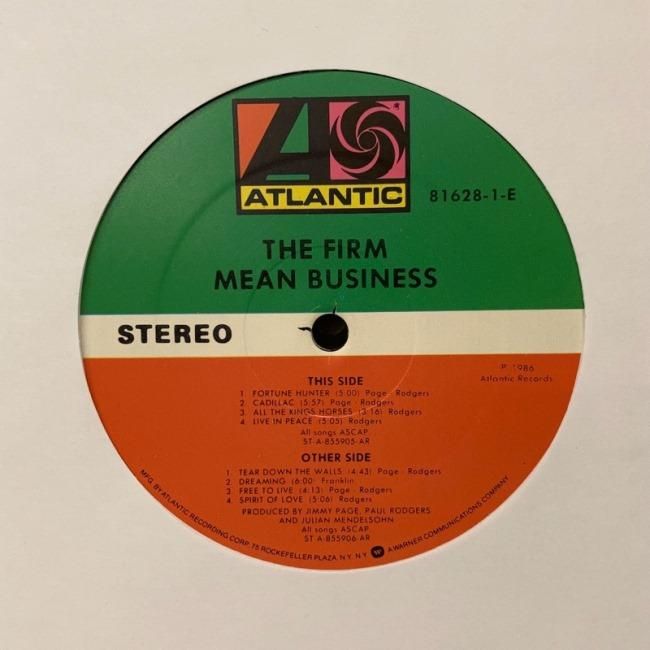 ATLANTIC
81628-1-E
THE FIRM
MEAN BUSINESS
STEREO
THIS SIDE
1. FORTUNE HUNTER (5:00) Page - Rodgers
2. CADILLAC (5:57) Page - Rodgers
3. ALL THE KINGS HORSES (3:16) Rodgers
4. LIVE IN PEACE (5:05) Rodgers
All songs ASCAP
ST-A-855905-AR
℗ 1986
Atlantic Records
OTHER SIDE
1. TEAR DOWN THE WALLS (4:43) Page - Rodgers
2. DREAMING (6:00) Franklin
3. FREE TO LIVE (4:13) Page - Rodgers
4. SPIRIT OF LOVE (5:06) Rodgers
PRODUCED BY JIMMY PAGE, PAUL RODGERS
AND JULIAN MENDELSOHN
All songs ASCAP
ST-A-855906-AR
MFG. BY ATLANTIC RECORDING CORP. 75 ROCKEFELLER PLAZA, N.Y. N.Y. A WARNER COMMUNICATIONS COMPANY